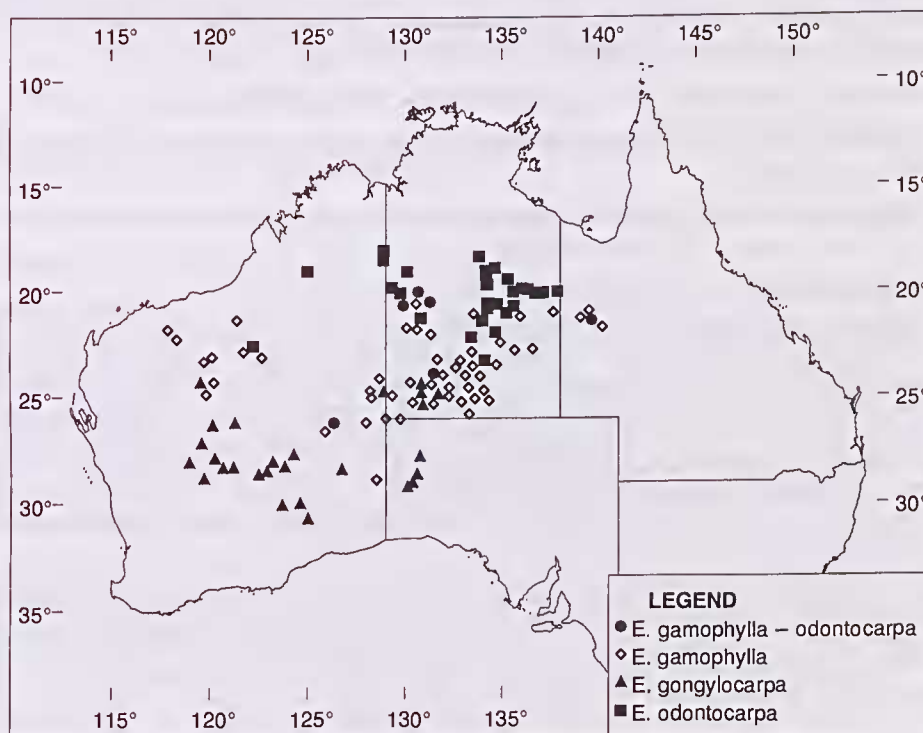 115° 120° 125° 130° 135° 140° 145° 150°
10° 10°
15° 15°
20° 20°
25° 25°
30° 30°
35°
LEGEND
E. gamophylla – odontocarpa
E. gamophylla
E. gongylocarpa
E. odontocarpa
115° 120° 125° 130° 135°